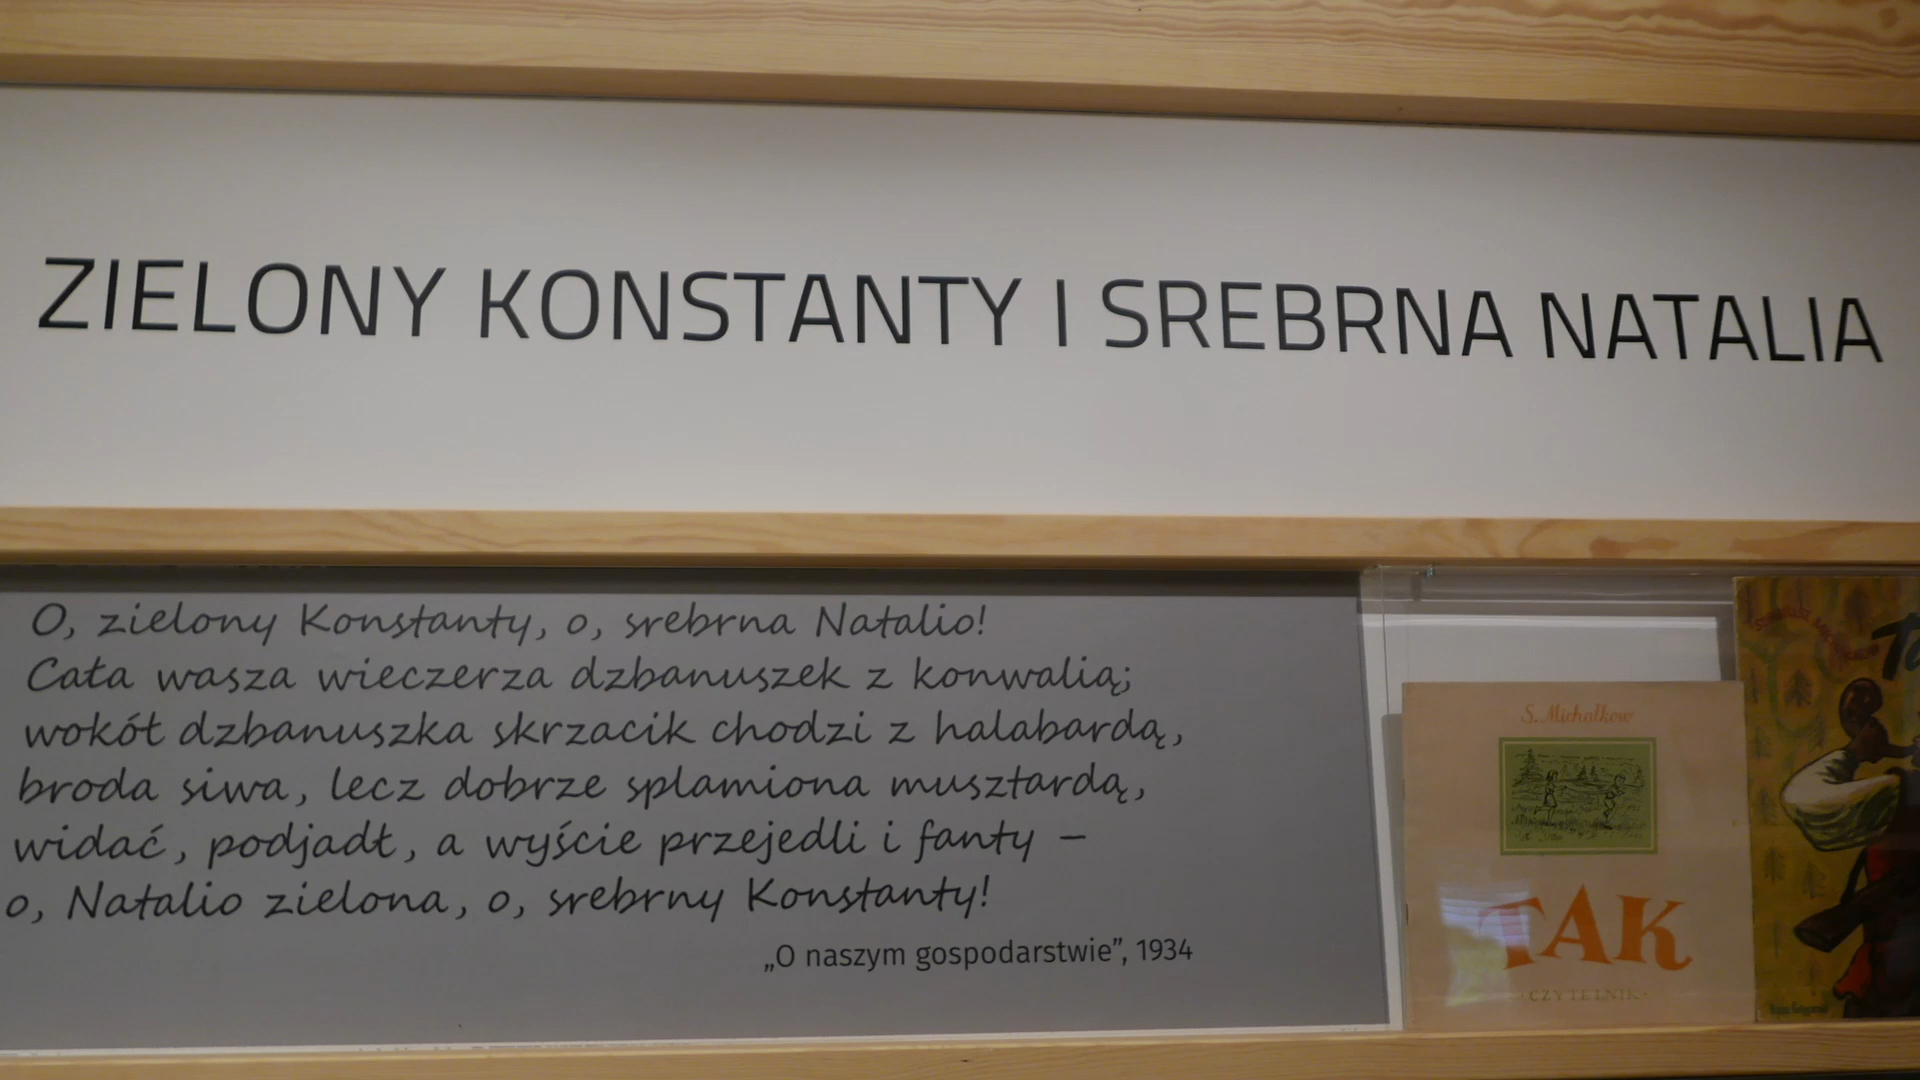 ZIELONY KONSTANTY I SREBRNA NATALIA
O, zielony Konstanty, o, srebrna Natalio!
Cała wasza wieczerza dzbanuszek z konwalią;
wokół dzbanuszka skrzacik chodzi z halabardą,
broda siwa, lecz dobrze splamiona musztardą,
widać, podjadł, a wyście przejedli i fanty –
o, Natalio zielona, o, srebrny Konstanty!
„O naszym gospodarstwie”, 1934
S. Michałkow
TAK
CZYTELNIK